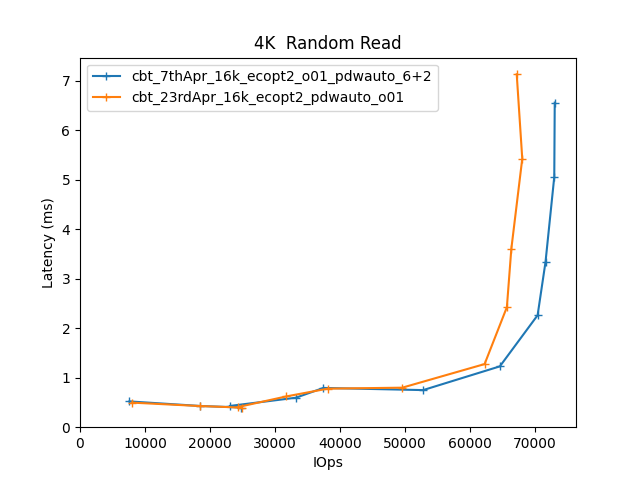 4K  Random Read
cbt_7thApr_16k_ecopt2_o01_pdwauto_6+2
cbt_23rdApr_16k_ecopt2_pdwauto_o01
7
6
5
4
3
2
1
0
Latency (ms)
0 10000 20000 30000 40000 50000 60000 70000
IOps